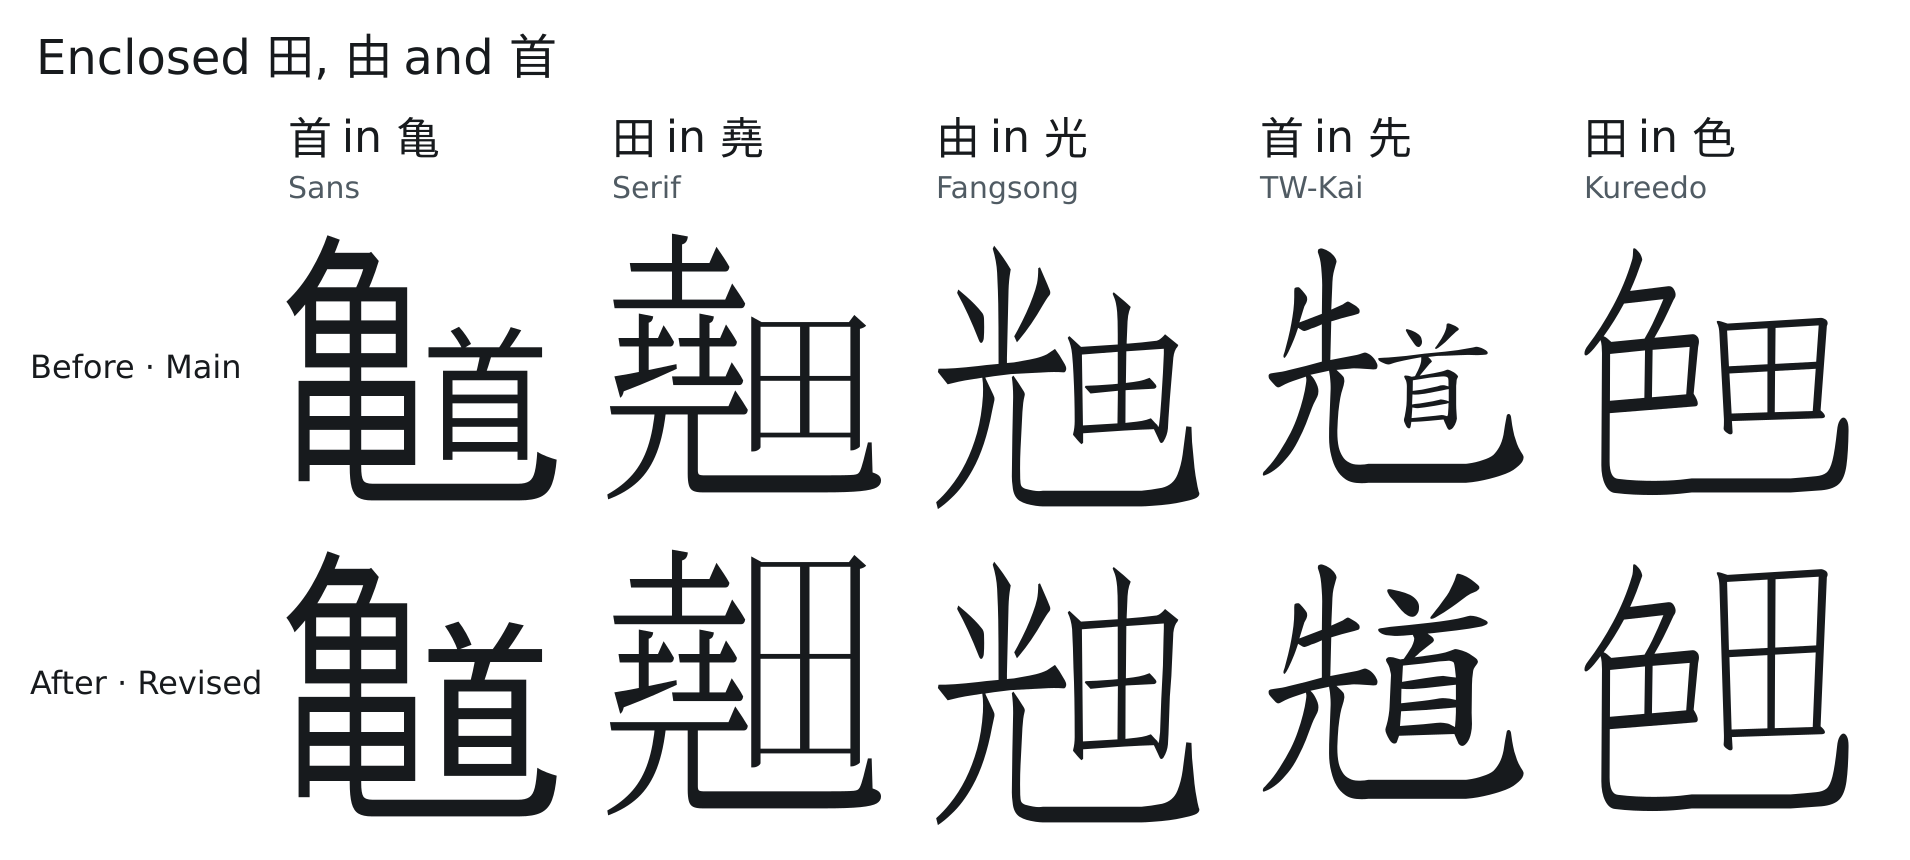 Enclosed 田, 由 and 首
首 in 亀 田 in 堯 由 in 光 首 in 先 田 in 色
Sans Serif Fangsong TW-Kai Kureedo
Before · Main
After · Revised